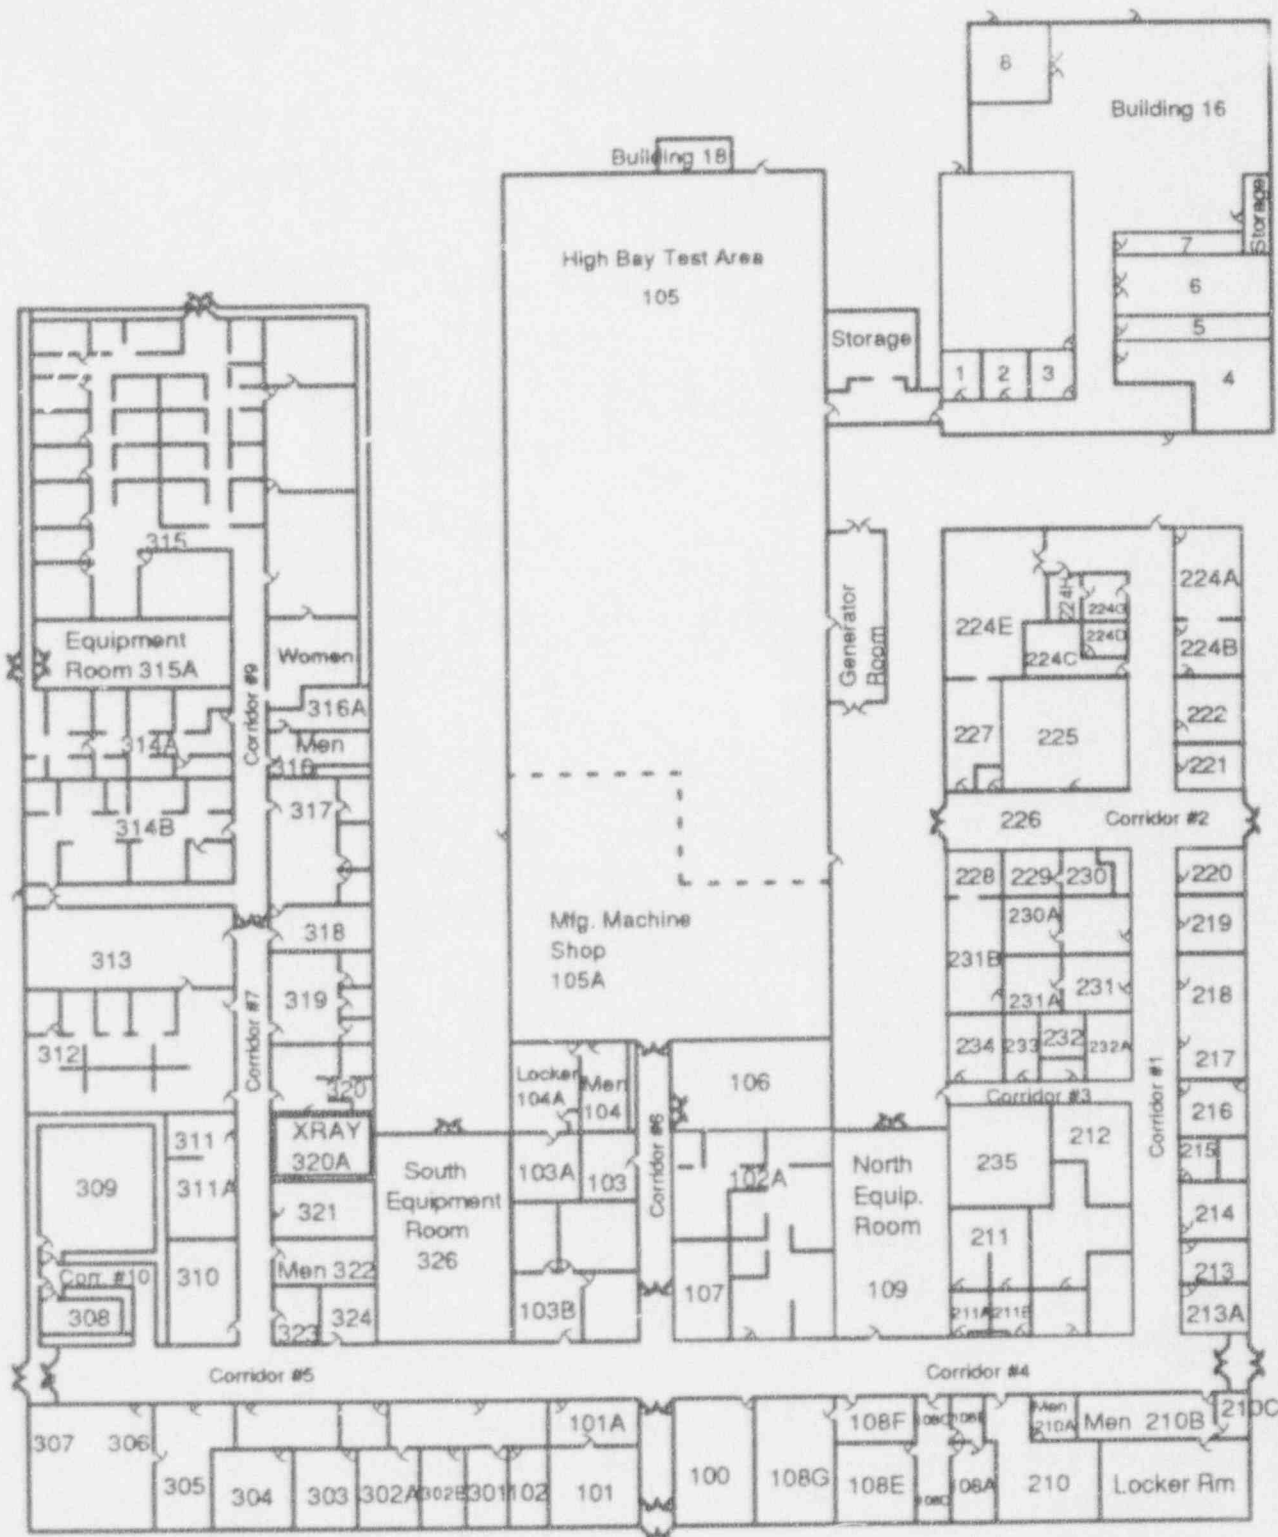 8
Building 16
Building 18
Storage
7
High Bay Test Area
105
6
5
Storage
1
2
3
4
315
224A
224H
224G
224D
224E
224C
224B
Generator
Room
Equipment
Room 315A
Women
Corridor #9
316A
222
227
225
314A
Men
316
221
317
314B
226
Corridor #2
228
229
230
220
Mfg. Machine
Shop
105A
318
230A
219
313
231B
319
231A
231
218
Corridor #7
312
234
233
232
232A
217
Locker
104A
Men
104
106
320
Corridor #3
Corridor #1
216
311
XRAY
320A
212
215
309
311A
South
Equipment
Room
326
103A
103
Corridor #6
102A
North
Equip.
Room
109
235
321
214
211
Corr. #10
310
Men 322
213
308
323
324
103B
107
211A
211B
213A
Corridor #5
Corridor #4
101A
108F
Men
210A
Men 210B
210C
307
306
305
304
303
302A
302B
301
102
101
100
108G
108E
108A
210
Locker Rm